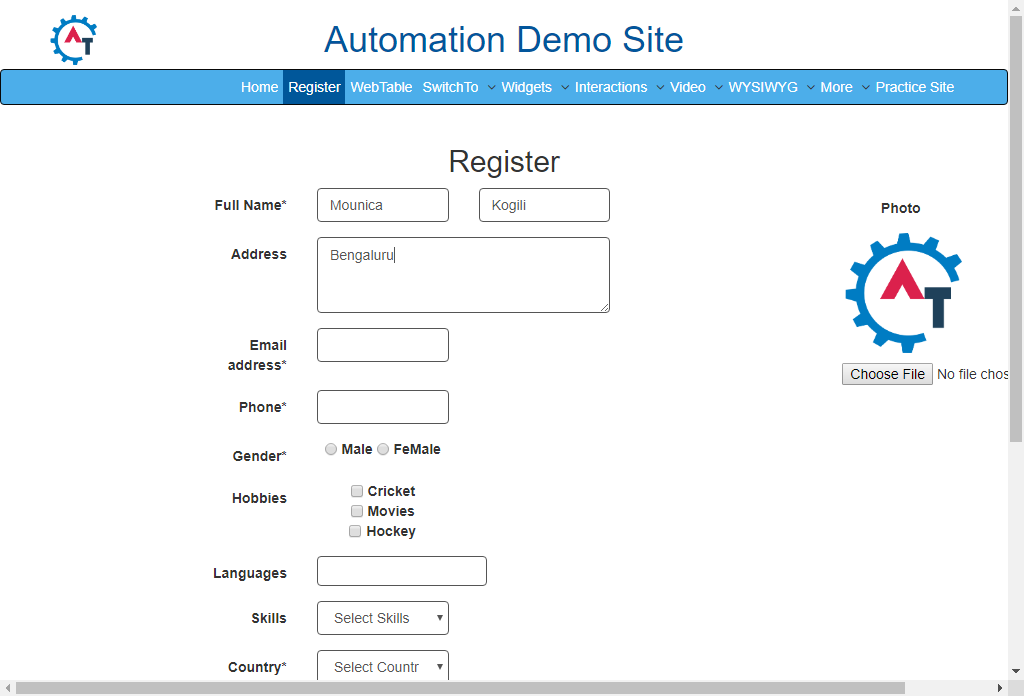 AT
Automation Demo Site
Home Register WebTable SwitchTo Widgets Interactions Video WYSIWYG More Practice Site
Register
Full Name* Mounica Kogili
Photo
Address Bengaluru
AT
Email
address*
Choose File No file chos
Phone*
Gender* Male FeMale
Hobbies Cricket
Movies
Hockey
Languages
Skills Select Skills
Country* Select Countr